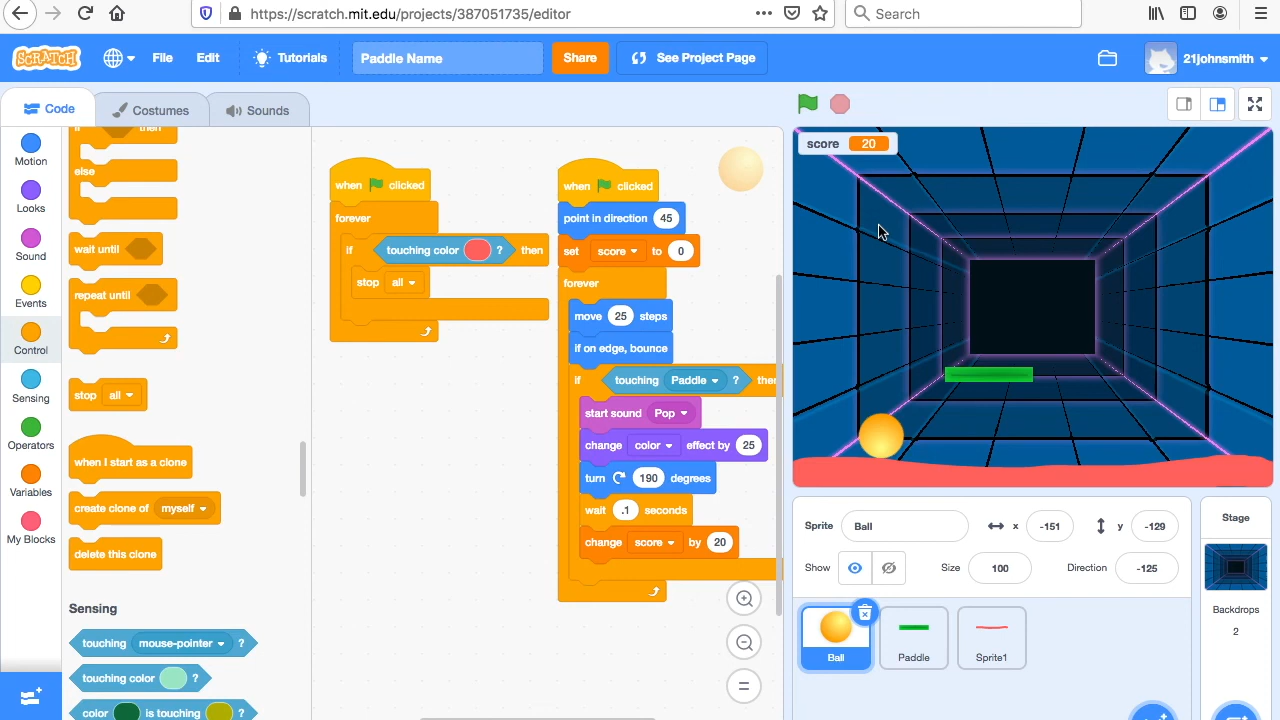 https://scratch.mit.edu/projects/387051735/editor
Search
SCRATCH
File
Edit
Tutorials
Paddle Name
Share
See Project Page
21johnsmith
Code
Costumes
Sounds
Motion
Looks
Sound
Events
Control
Sensing
Operators
Variables
My Blocks
if then
else
wait until
repeat until
stop all
when I start as a clone
create clone of myself
delete this clone
Sensing
touching mouse-pointer ?
touching color ?
color is touching ?
when clicked
forever
if touching color ? then
stop all
when clicked
point in direction 45
set score to 0
forever
move 25 steps
if on edge, bounce
if touching Paddle ? then
start sound Pop
change color effect by 25
turn 190 degrees
wait .1 seconds
change score by 20
score 20
Sprite Ball x -151 y -129
Show Size 100 Direction -125
Ball
Paddle
Sprite1
Stage
Backdrops
2